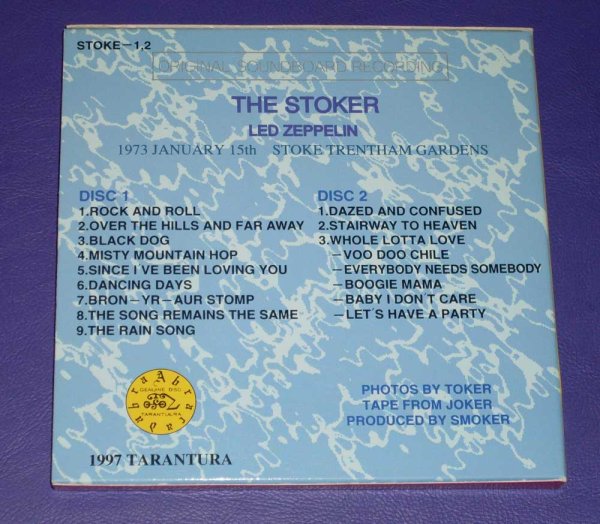 STOKE-1,2
ORIGINAL SOUNDBOARD RECORDING
THE STOKER
LED ZEPPELIN
1973 JANUARY 15th STOKE TRENTHAM GARDENS
DISC 1
1.ROCK AND ROLL
2.OVER THE HILLS AND FAR AWAY
3.BLACK DOG
4.MISTY MOUNTAIN HOP
5.SINCE I'VE BEEN LOVING YOU
6.DANCING DAYS
7.BRON-YR-AUR STOMP
8.THE SONG REMAINS THE SAME
9.THE RAIN SONG
DISC 2
1.DAZED AND CONFUSED
2.STAIRWAY TO HEAVEN
3.WHOLE LOTTA LOVE
-VOO DOO CHILE
-EVERYBODY NEEDS SOMEBODY
-BOOGIE MAMA
-BABY I DON'T CARE
-LET'S HAVE A PARTY
GENUINE DISC
TARANTURA
PHOTOS BY TOKER
TAPE FROM JOKER
PRODUCED BY SMOKER
1997 TARANTURA